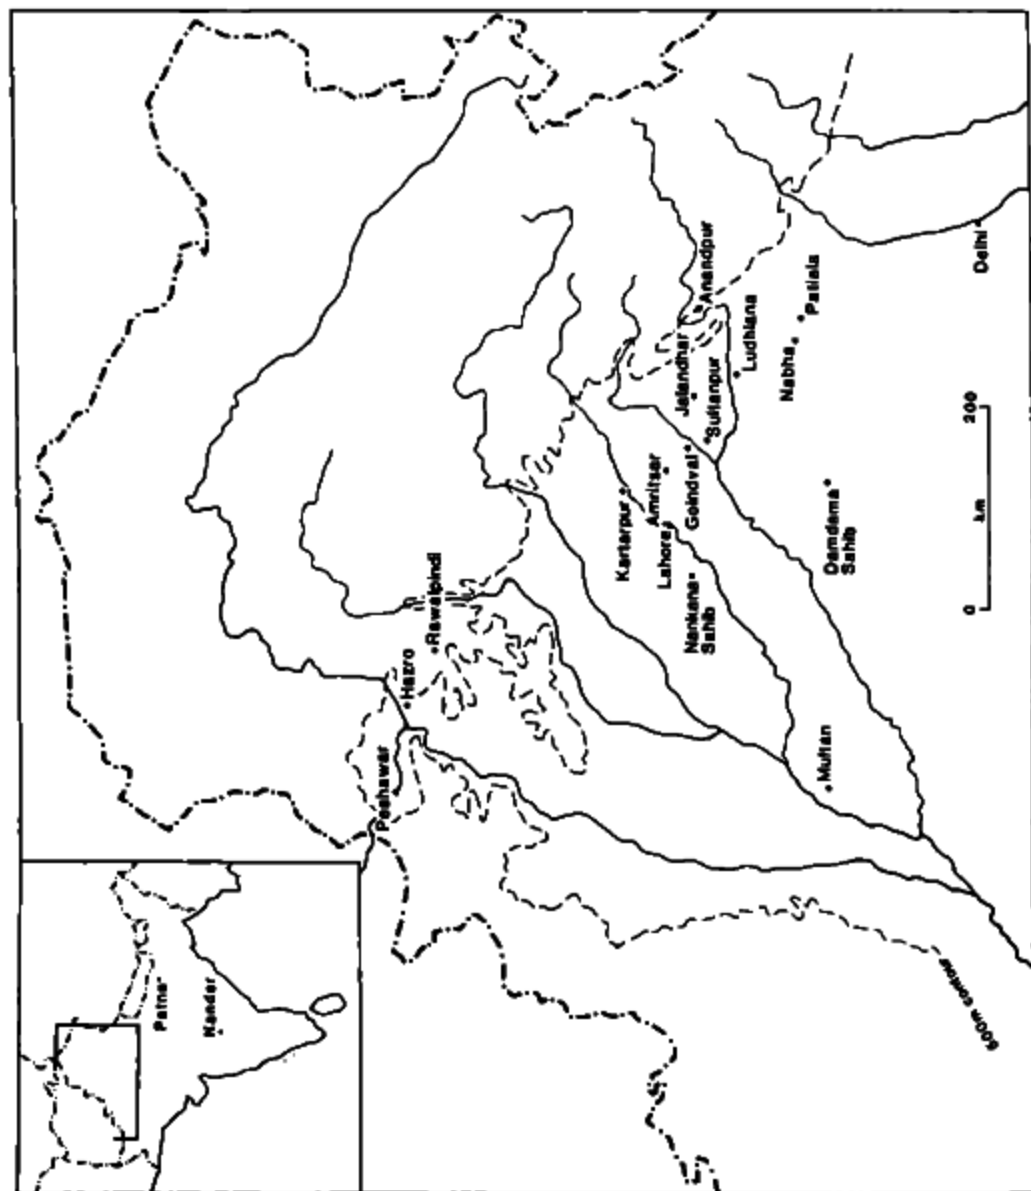 Peshawar
Hazro
Rawalpindi
Kartarpur
Amritsar
Lahore
Nankana
Sahib
Goindval
Jalandhar
Sultanpur
Anandpur
Ludhiana
Nabha
Patiala
Damdama
Sahib
Multan
Delhi
0
km
200
500m contour
Patna
Nander